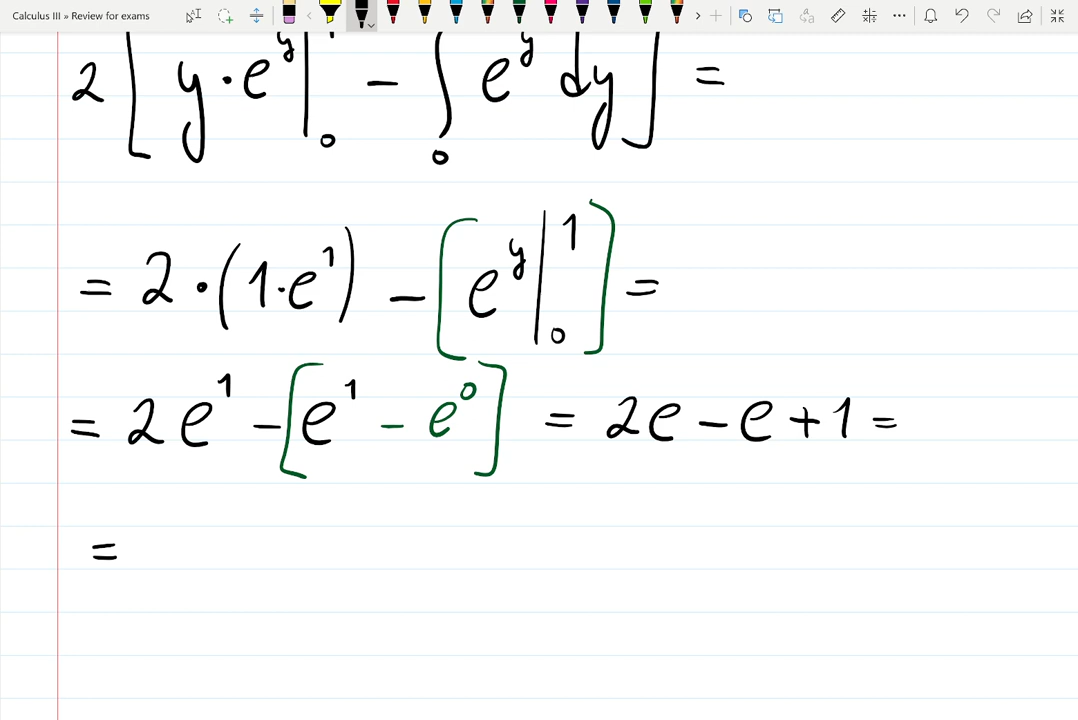 Calculus III » Review for exams
2 [ y · e^y |_0^1 - ∫_0 e^y dy ] =
= 2 · (1 · e^1) - [ e^y |_0^1 ] =
= 2e^1 - [ e^1 - e^0 ] = 2e - e + 1 =
=